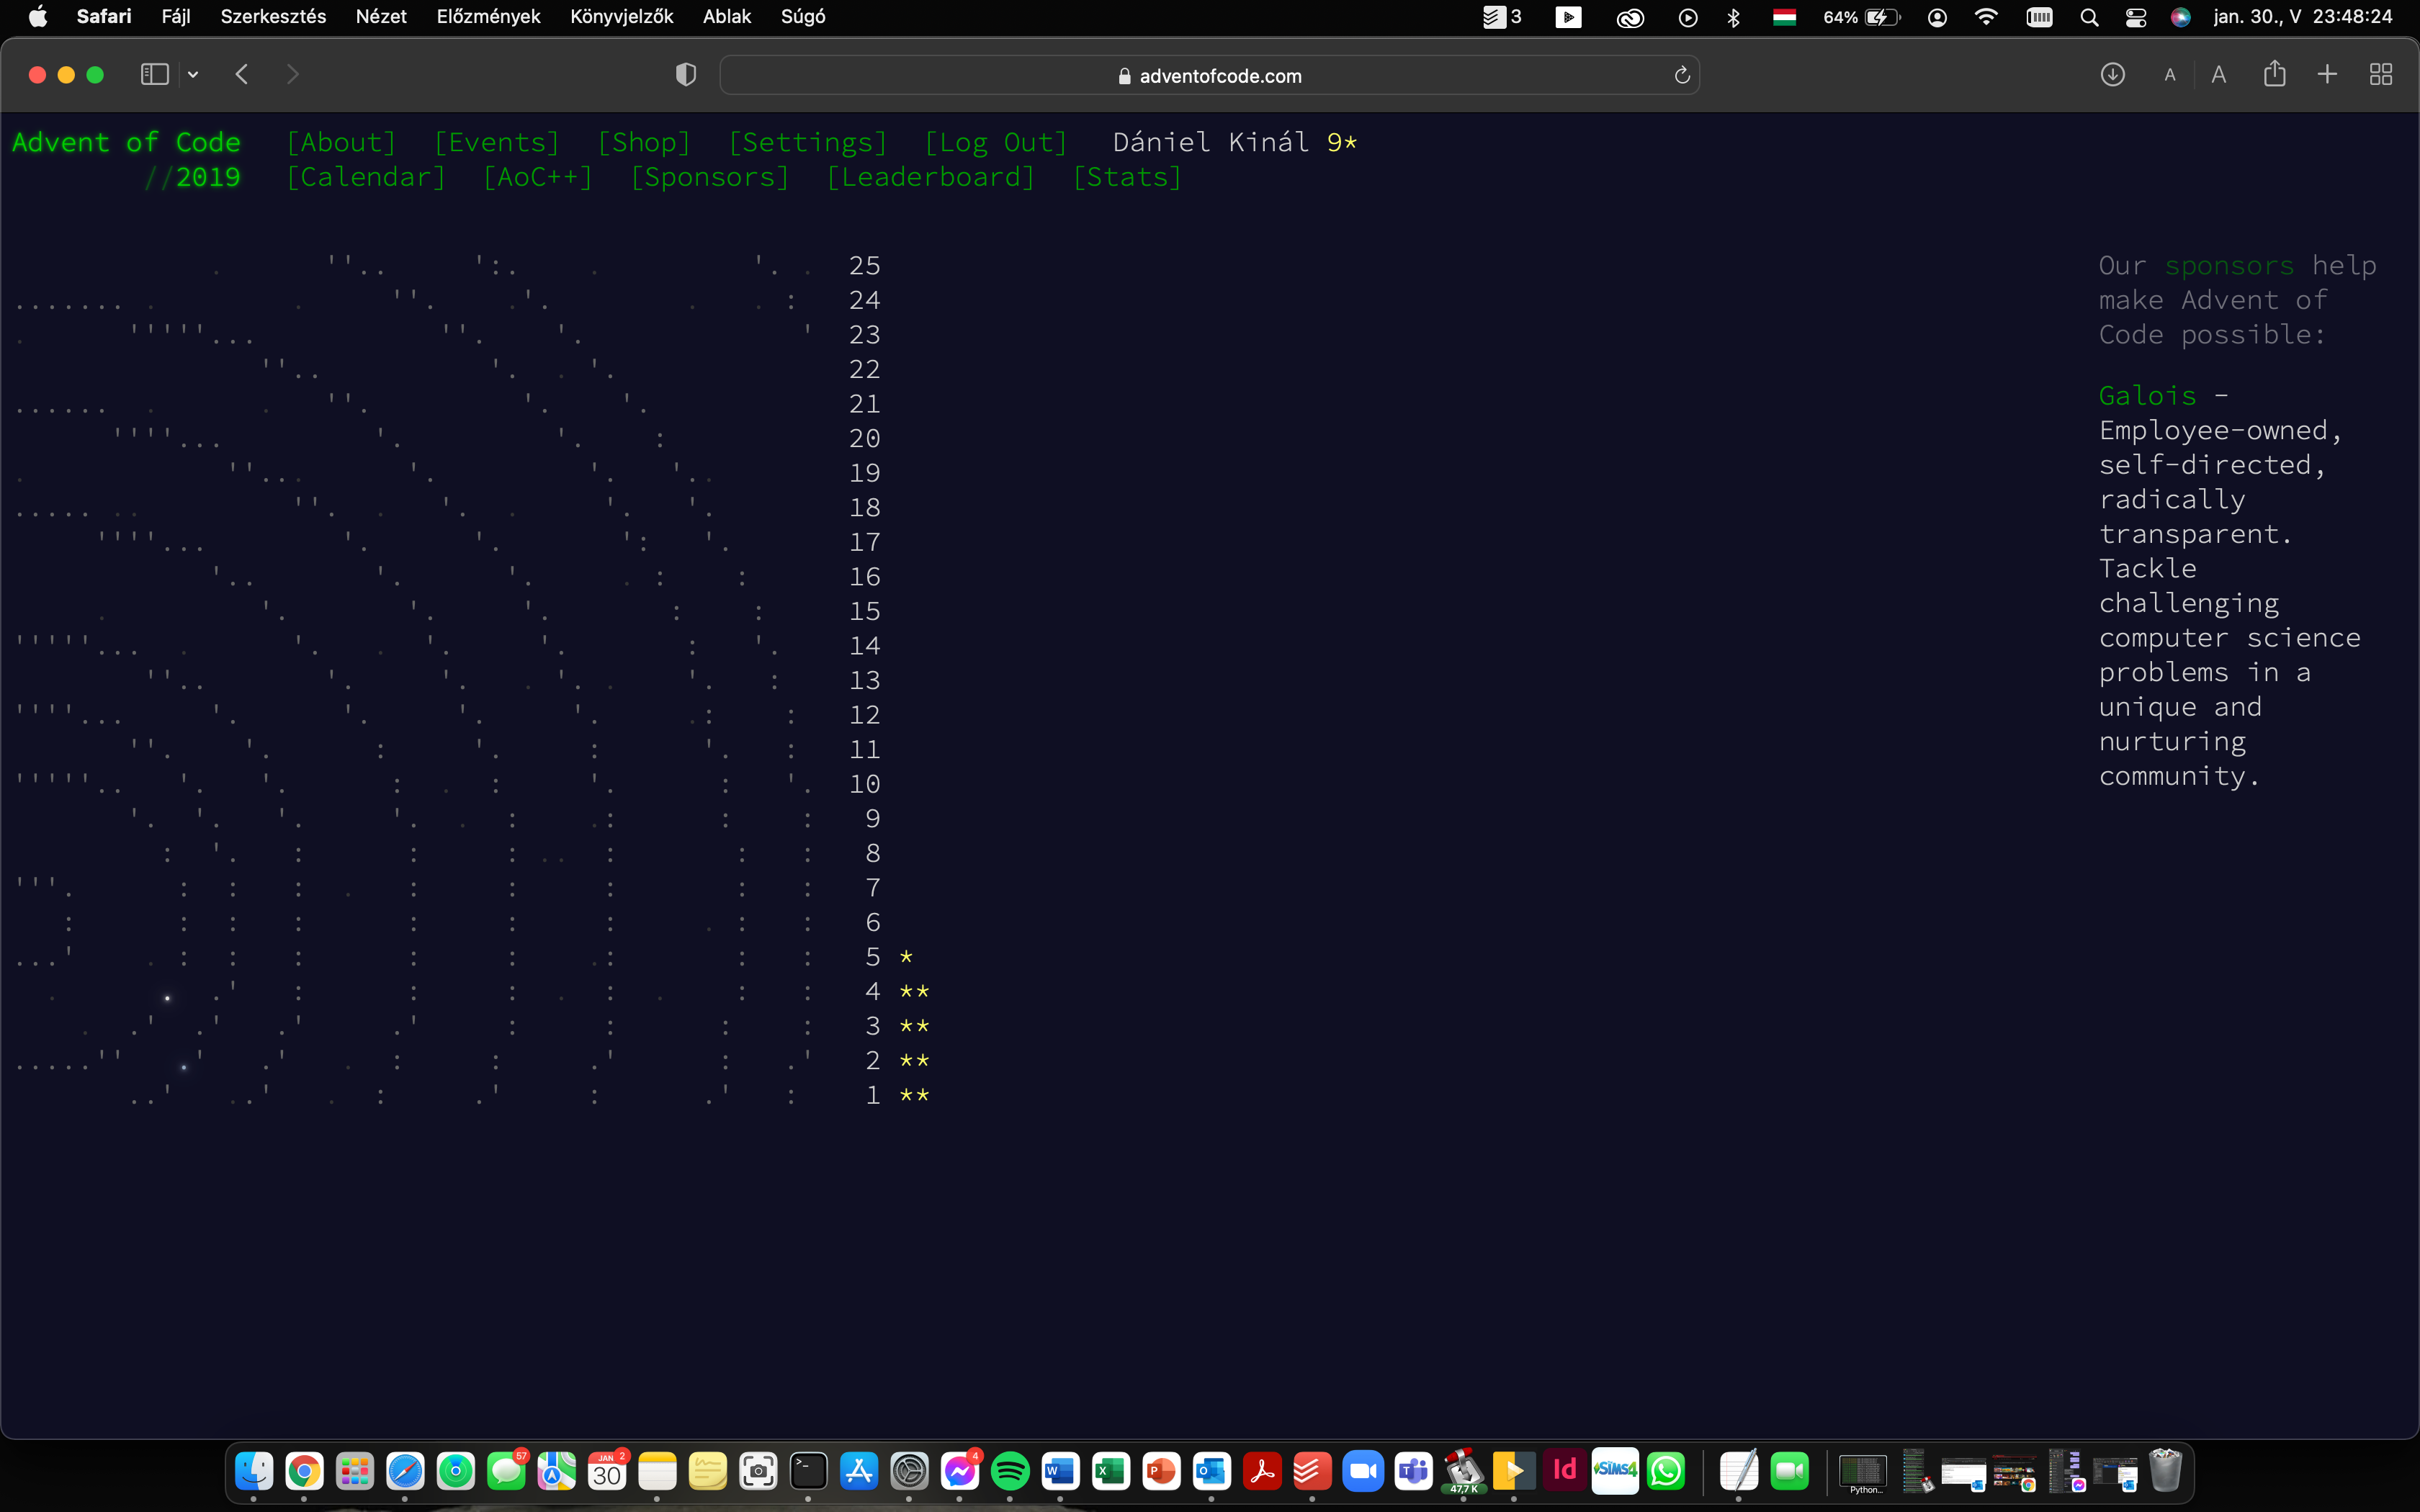 Safari Fájl Szerkesztés Nézet Előzmények Könyvjelzők Ablak Súgó 3 64% jan. 30., V 23:48:24
adventofcode.com A A
Advent of Code [About] [Events] [Shop] [Settings] [Log Out] Dániel Kinál 9*
//2019 [Calendar] [AoC++] [Sponsors] [Leaderboard] [Stats]
25
24
23
22
21
20
19
18
17
16
15
14
13
12
11
10
9
8
7
6
5 *
4 **
3 **
2 **
1 **
Our sponsors help
make Advent of
Code possible:
Galois -
Employee-owned,
self-directed,
radically
transparent.
Tackle
challenging
computer science
problems in a
unique and
nurturing
community.
57 JAN 2 30 4 47,7 K Id SIMS4 Python...